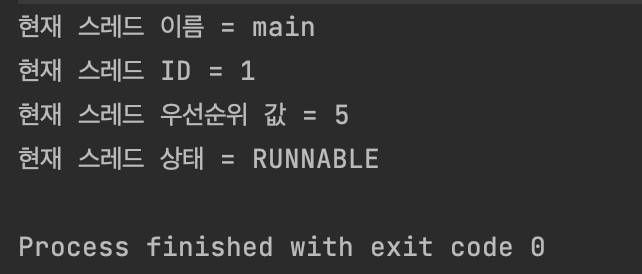 현재 스레드 이름 = main
현재 스레드 ID = 1
현재 스레드 우선순위 값 = 5
현재 스레드 상태 = RUNNABLE
Process finished with exit code 0